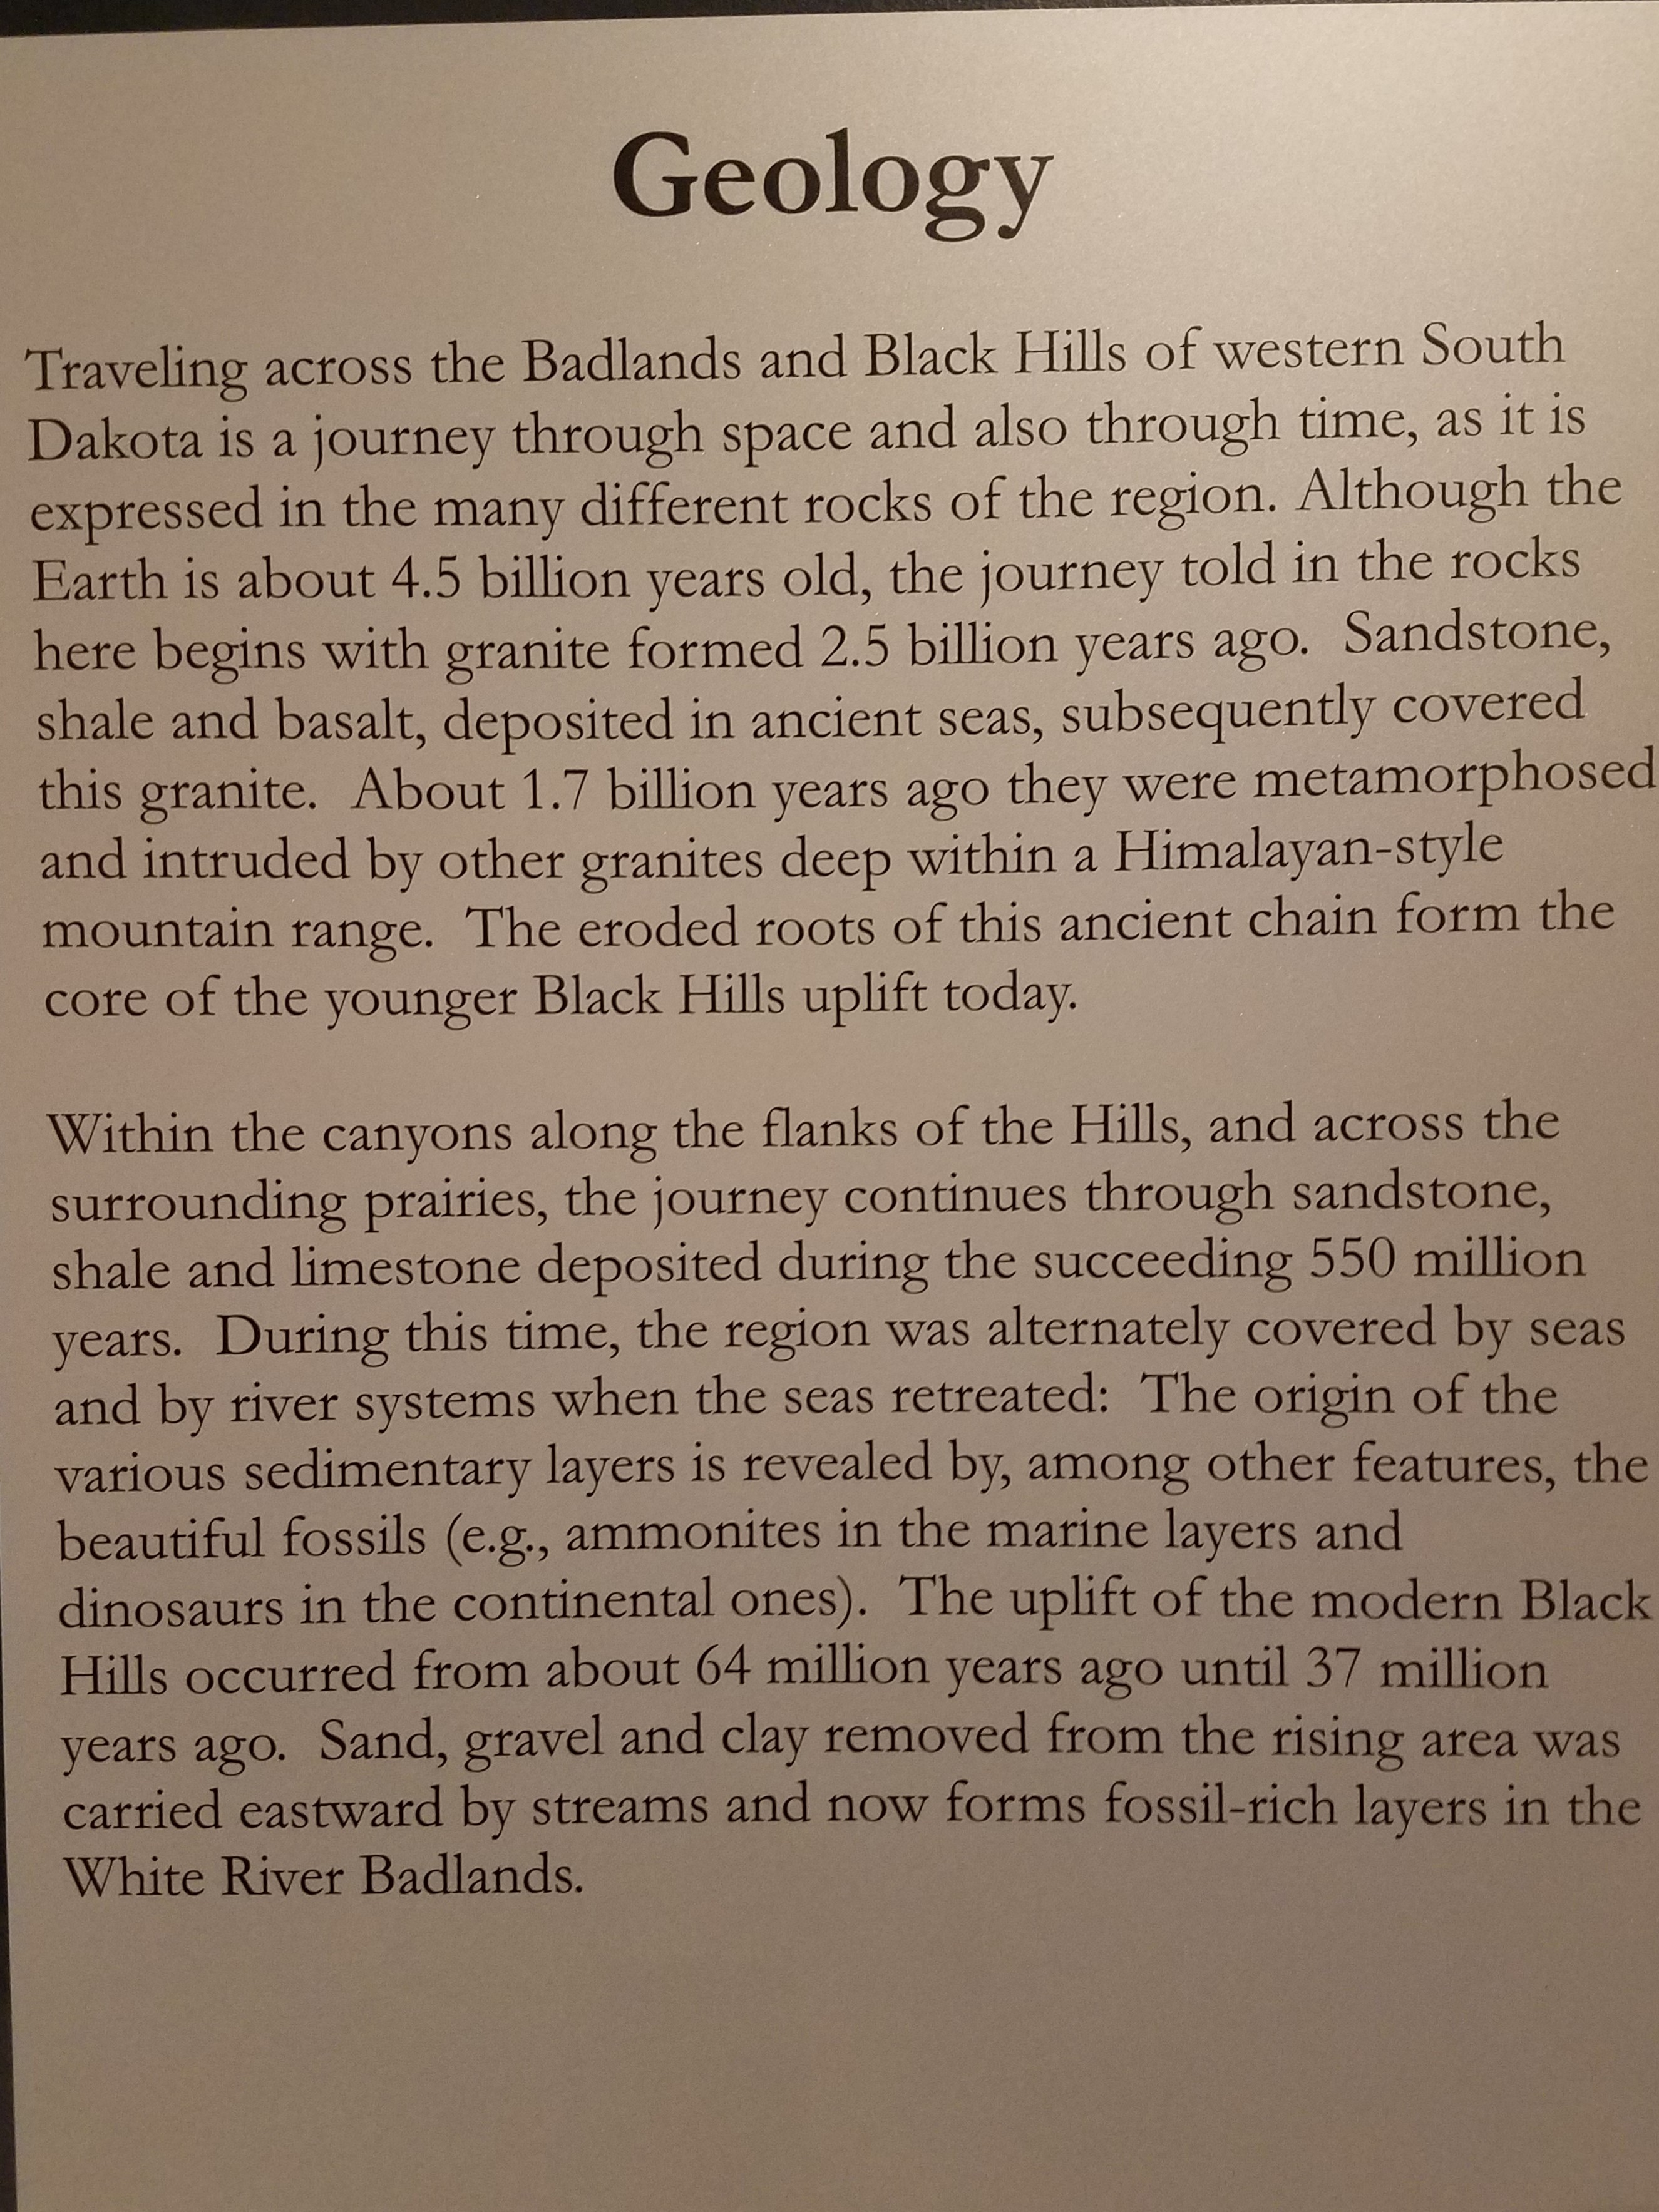 Geology
Traveling across the Badlands and Black Hills of western South
Dakota is a journey through space and also through time, as it is
expressed in the many different rocks of the region. Although the
Earth is about 4.5 billion years old, the journey told in the rocks
here begins with granite formed 2.5 billion years ago.  Sandstone,
shale and basalt, deposited in ancient seas, subsequently covered
this granite.  About 1.7 billion years ago they were metamorphosed
and intruded by other granites deep within a Himalayan-style
mountain range.  The eroded roots of this ancient chain form the
core of the younger Black Hills uplift today.
Within the canyons along the flanks of the Hills, and across the
surrounding prairies, the journey continues through sandstone,
shale and limestone deposited during the succeeding 550 million
years.  During this time, the region was alternately covered by seas
and by river systems when the seas retreated:  The origin of the
various sedimentary layers is revealed by, among other features, the
beautiful fossils (e.g., ammonites in the marine layers and
dinosaurs in the continental ones).  The uplift of the modern Black
Hills occurred from about 64 million years ago until 37 million
years ago.  Sand, gravel and clay removed from the rising area was
carried eastward by streams and now forms fossil-rich layers in the
White River Badlands.